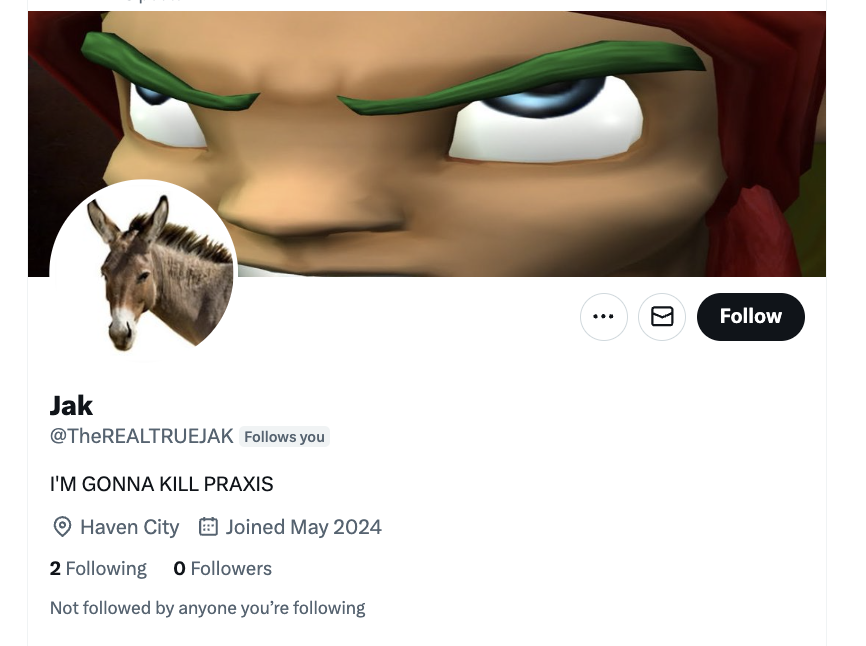 Follow
Jak
@TheREALTRUEJAK Follows you
I'M GONNA KILL PRAXIS
Haven City Joined May 2024
2 Following 0 Followers
Not followed by anyone you're following